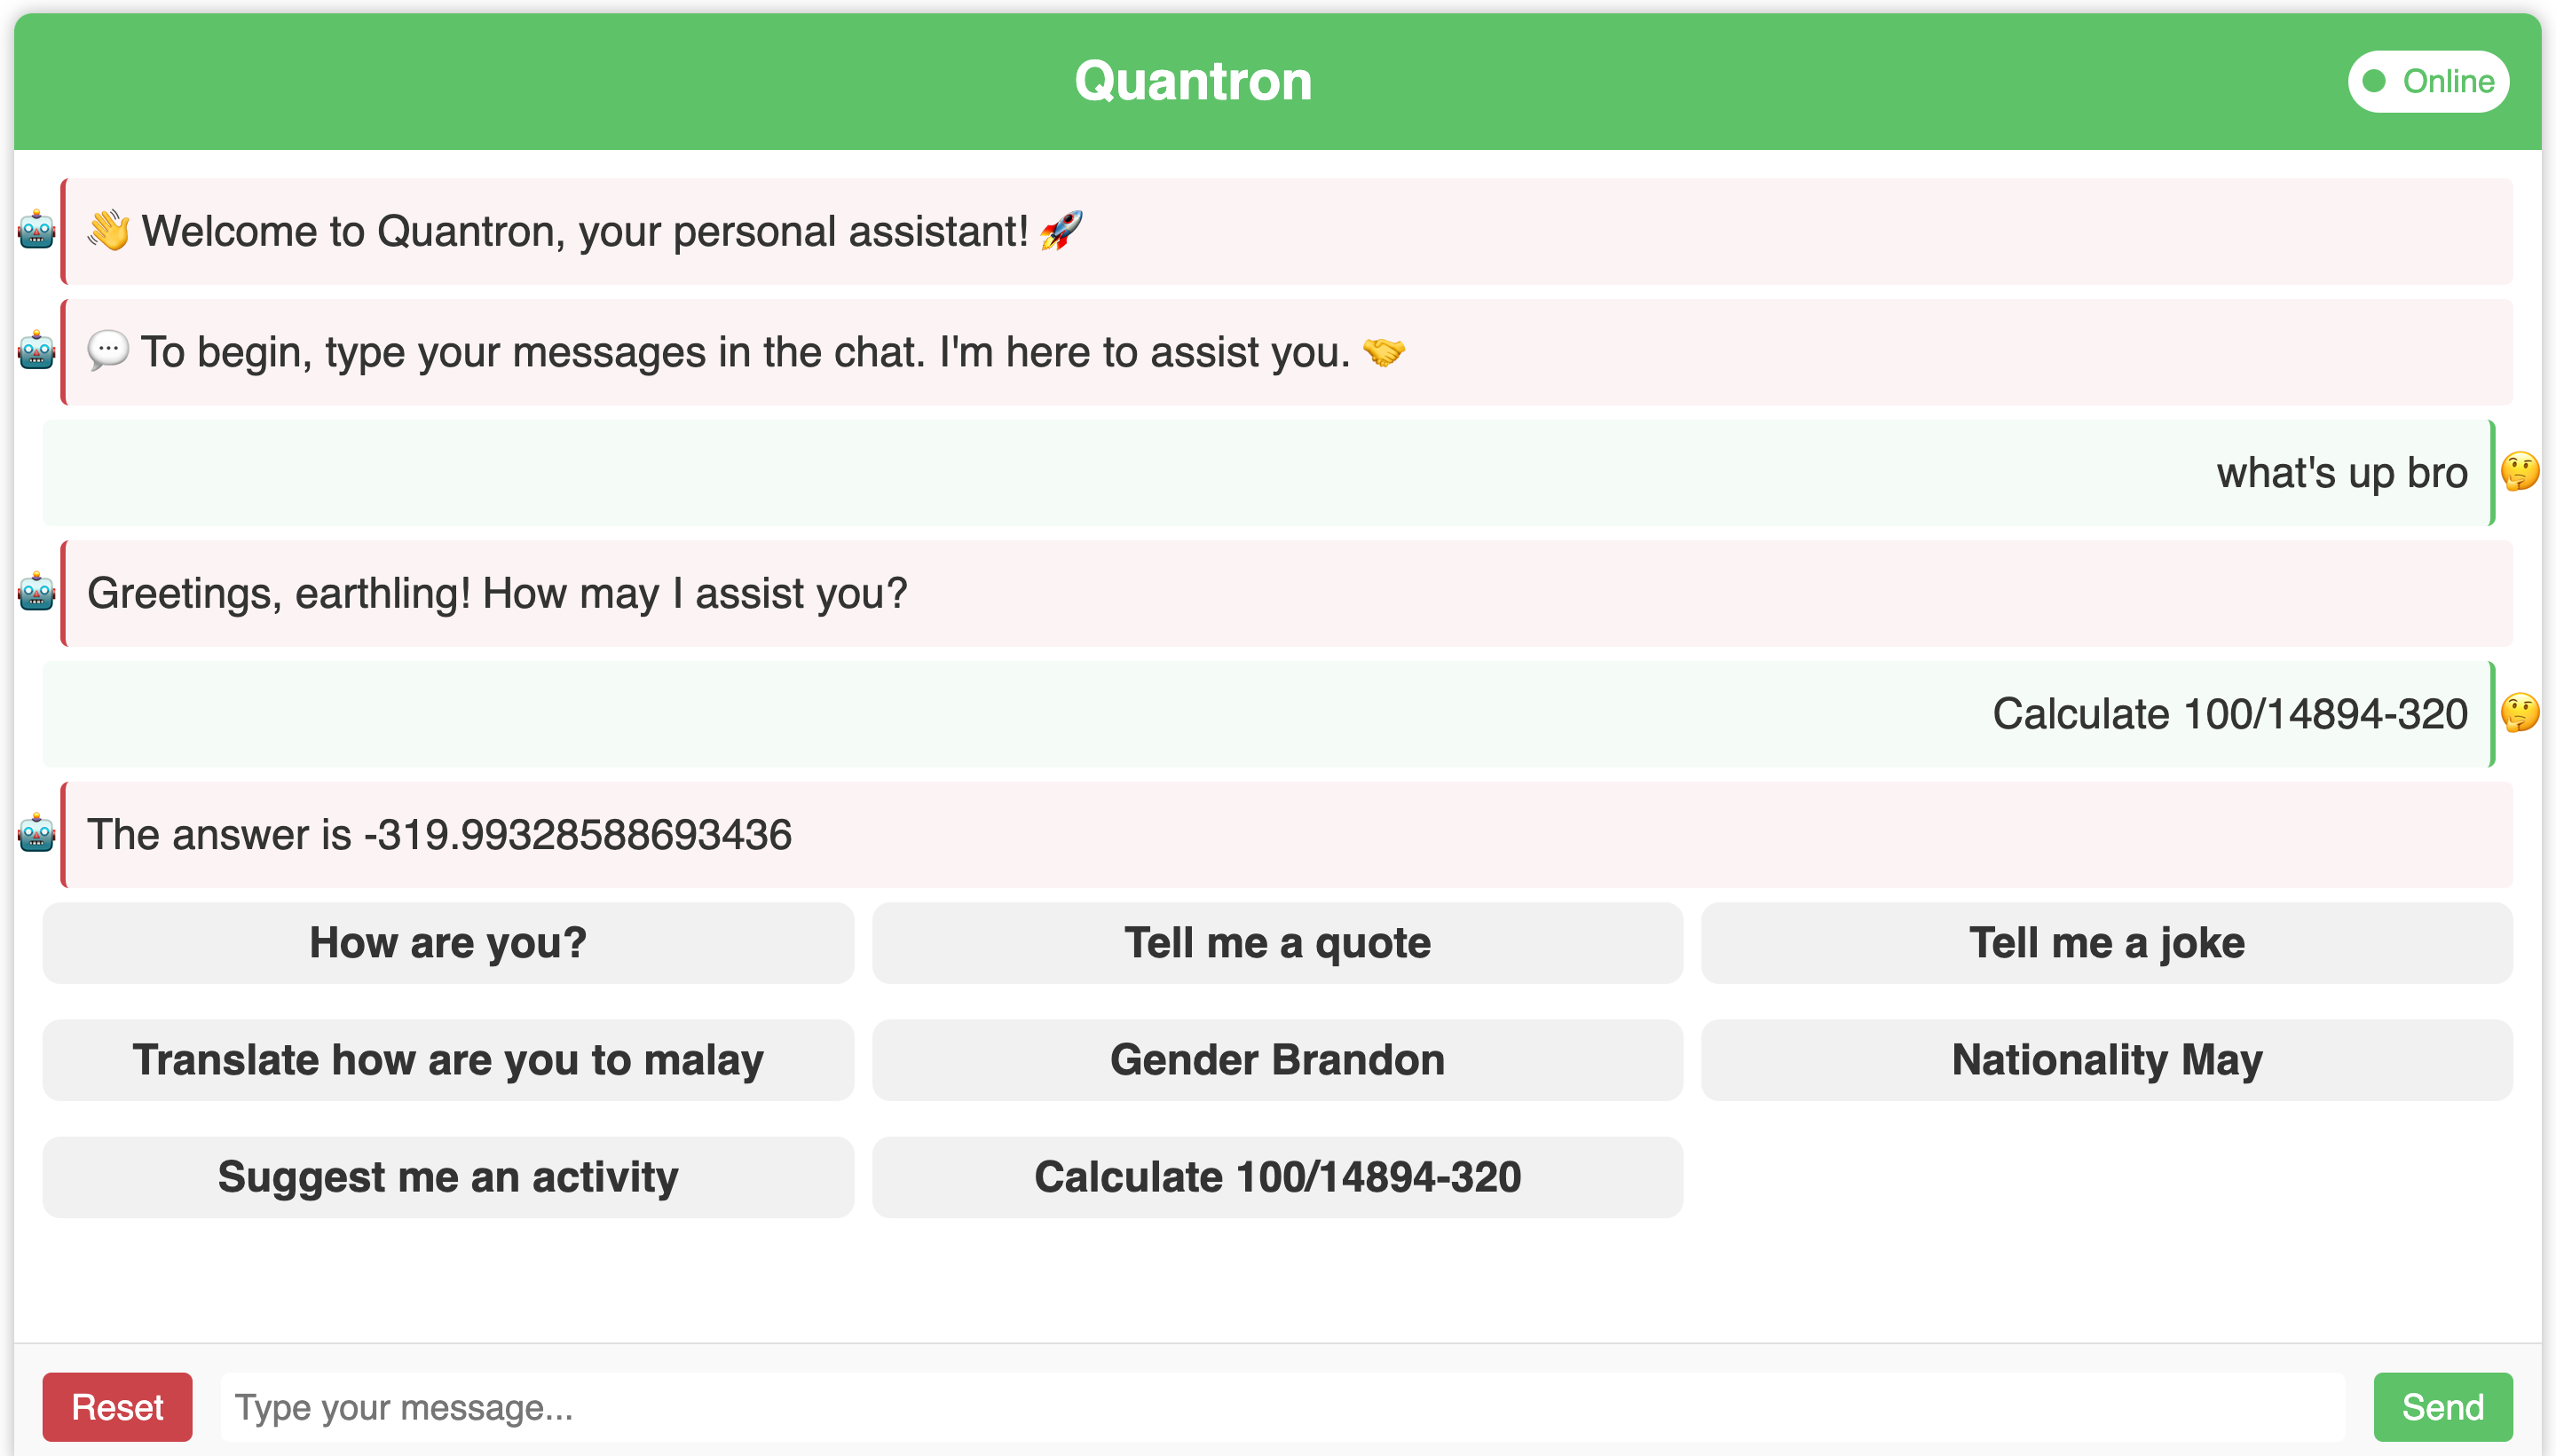 Quantron
Online
👋 Welcome to Quantron, your personal assistant! 🚀
💬 To begin, type your messages in the chat. I'm here to assist you. 🤝
what's up bro
Greetings, earthling! How may I assist you?
Calculate 100/14894-320
The answer is -319.99328588693436
How are you?
Tell me a quote
Tell me a joke
Translate how are you to malay
Gender Brandon
Nationality May
Suggest me an activity
Calculate 100/14894-320
Reset
Type your message...
Send